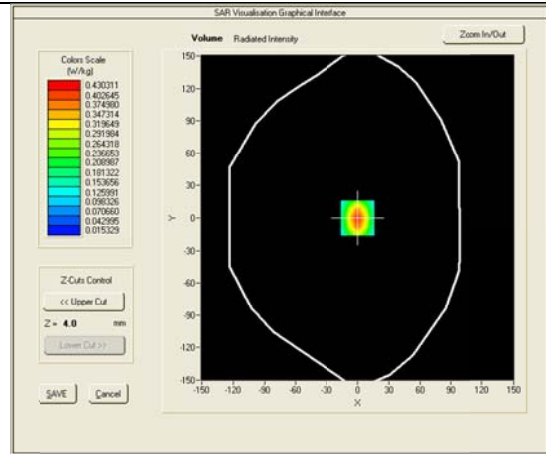 SAR Visualisation Graphical Interface
Volume Radiated Intensity
Zoom In/Out
Colors Scale
(W/kg)
0.430311
0.402645
0.374980
0.347314
0.319649
0.291984
0.264318
0.236653
0.208987
0.181322
0.153656
0.125991
0.098326
0.070660
0.042995
0.015329
Z-Cuts Control
<< Upper Cut
Z = 4.0 mm
Lower Cut >>
SAVE Cancel
150-
120-
90-
60-
30-
0-
-30-
-60-
-90-
-120-
-150-
Y
-150 -120 -90 -60 -30 0 30 60 90 120 150
X